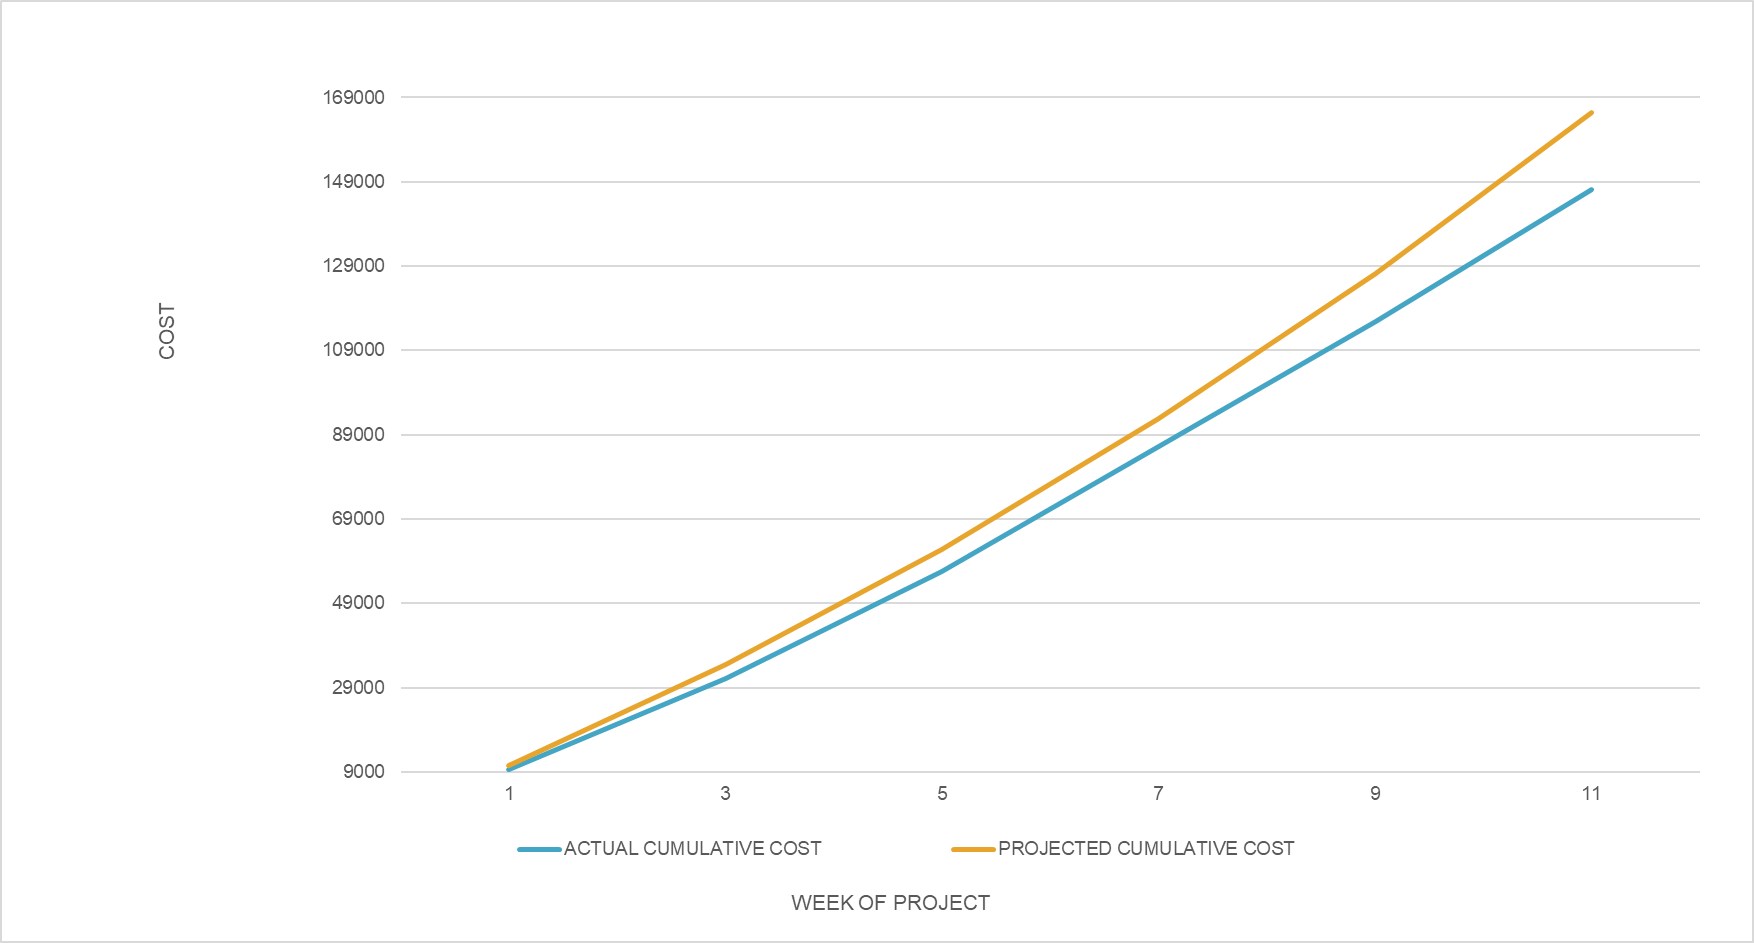 169000
149000
129000
109000
89000
69000
49000
29000
9000
COST
1 3 5 7 9 11
ACTUAL CUMULATIVE COST PROJECTED CUMULATIVE COST
WEEK OF PROJECT